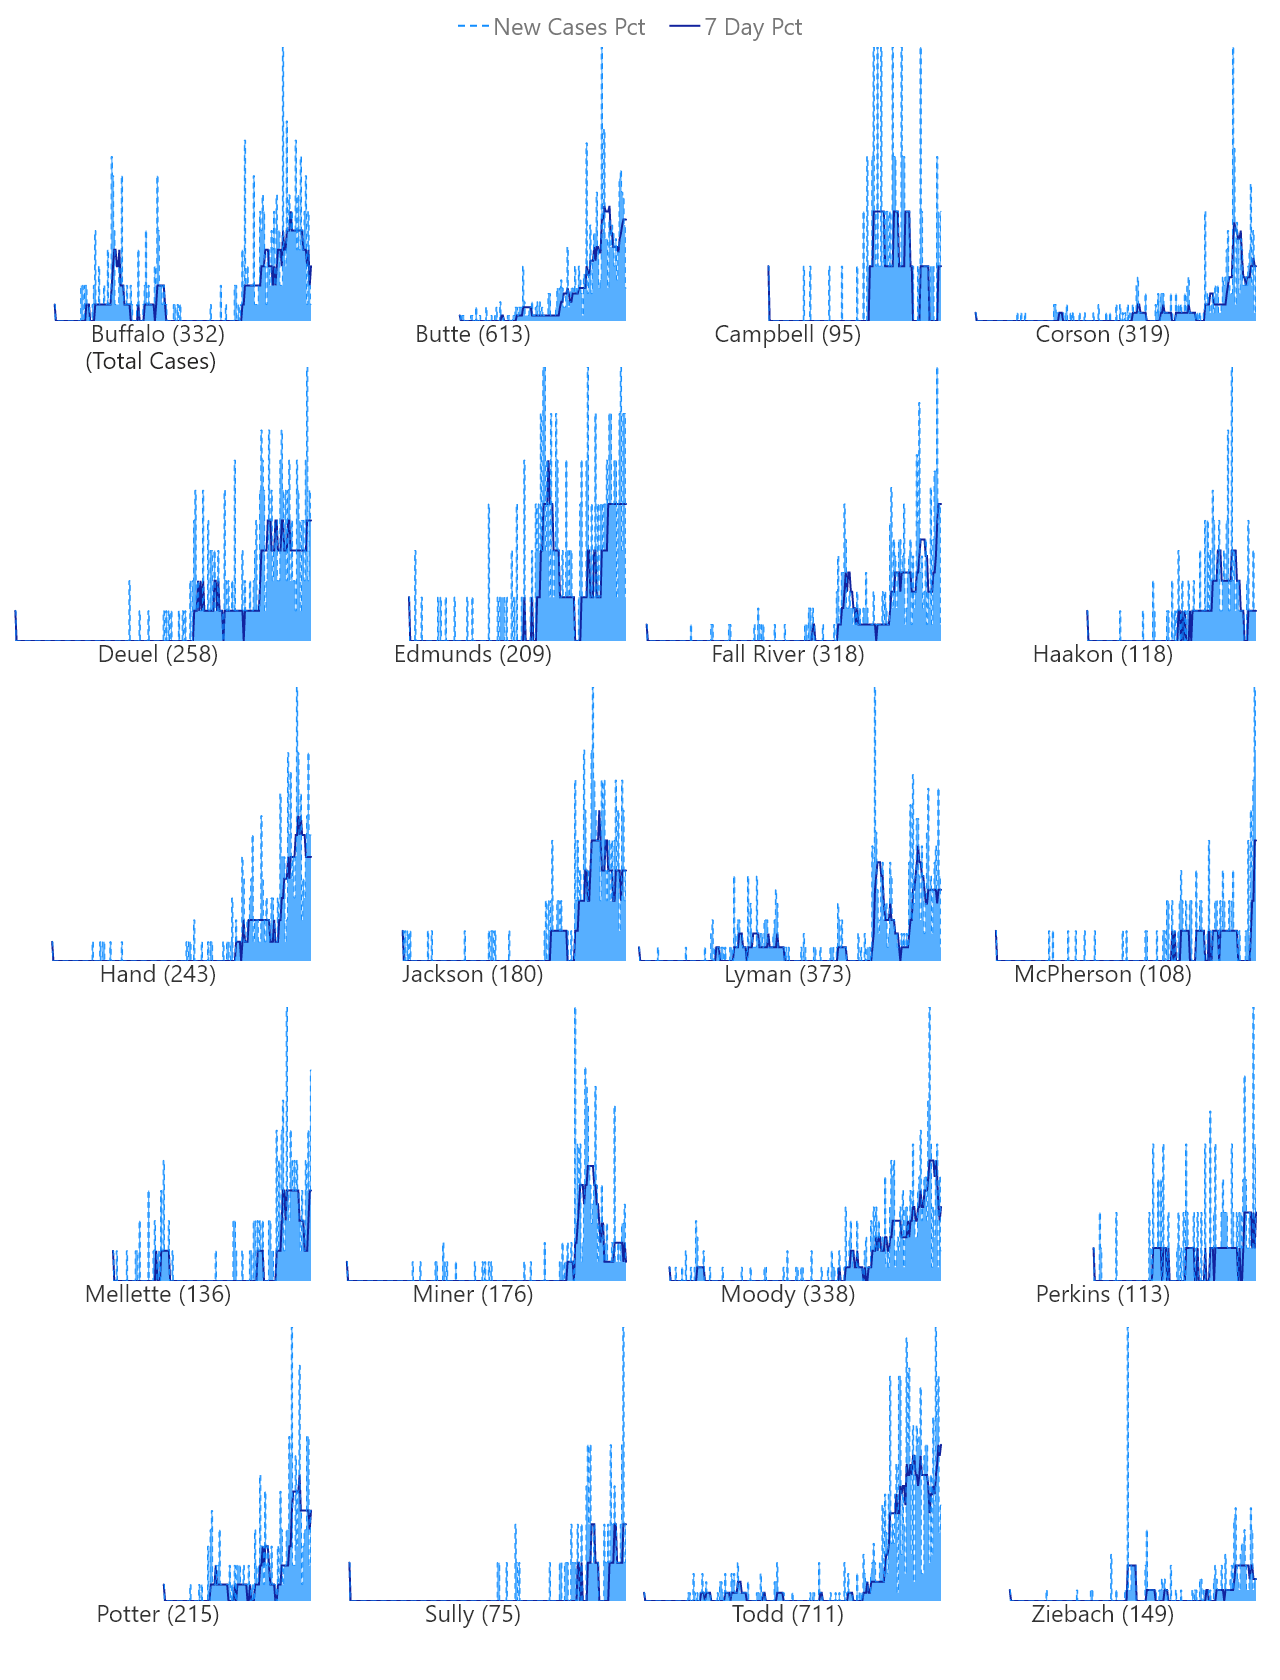 New Cases Pct 7 Day Pct
Buffalo (332) Butte (613) Campbell (95) Corson (319)
(Total Cases)
Deuel (258) Edmunds (209) Fall River (318) Haakon (118)
Hand (243) Jackson (180) Lyman (373) McPherson (108)
Mellette (136) Miner (176) Moody (338) Perkins (113)
Potter (215) Sully (75) Todd (711) Ziebach (149)